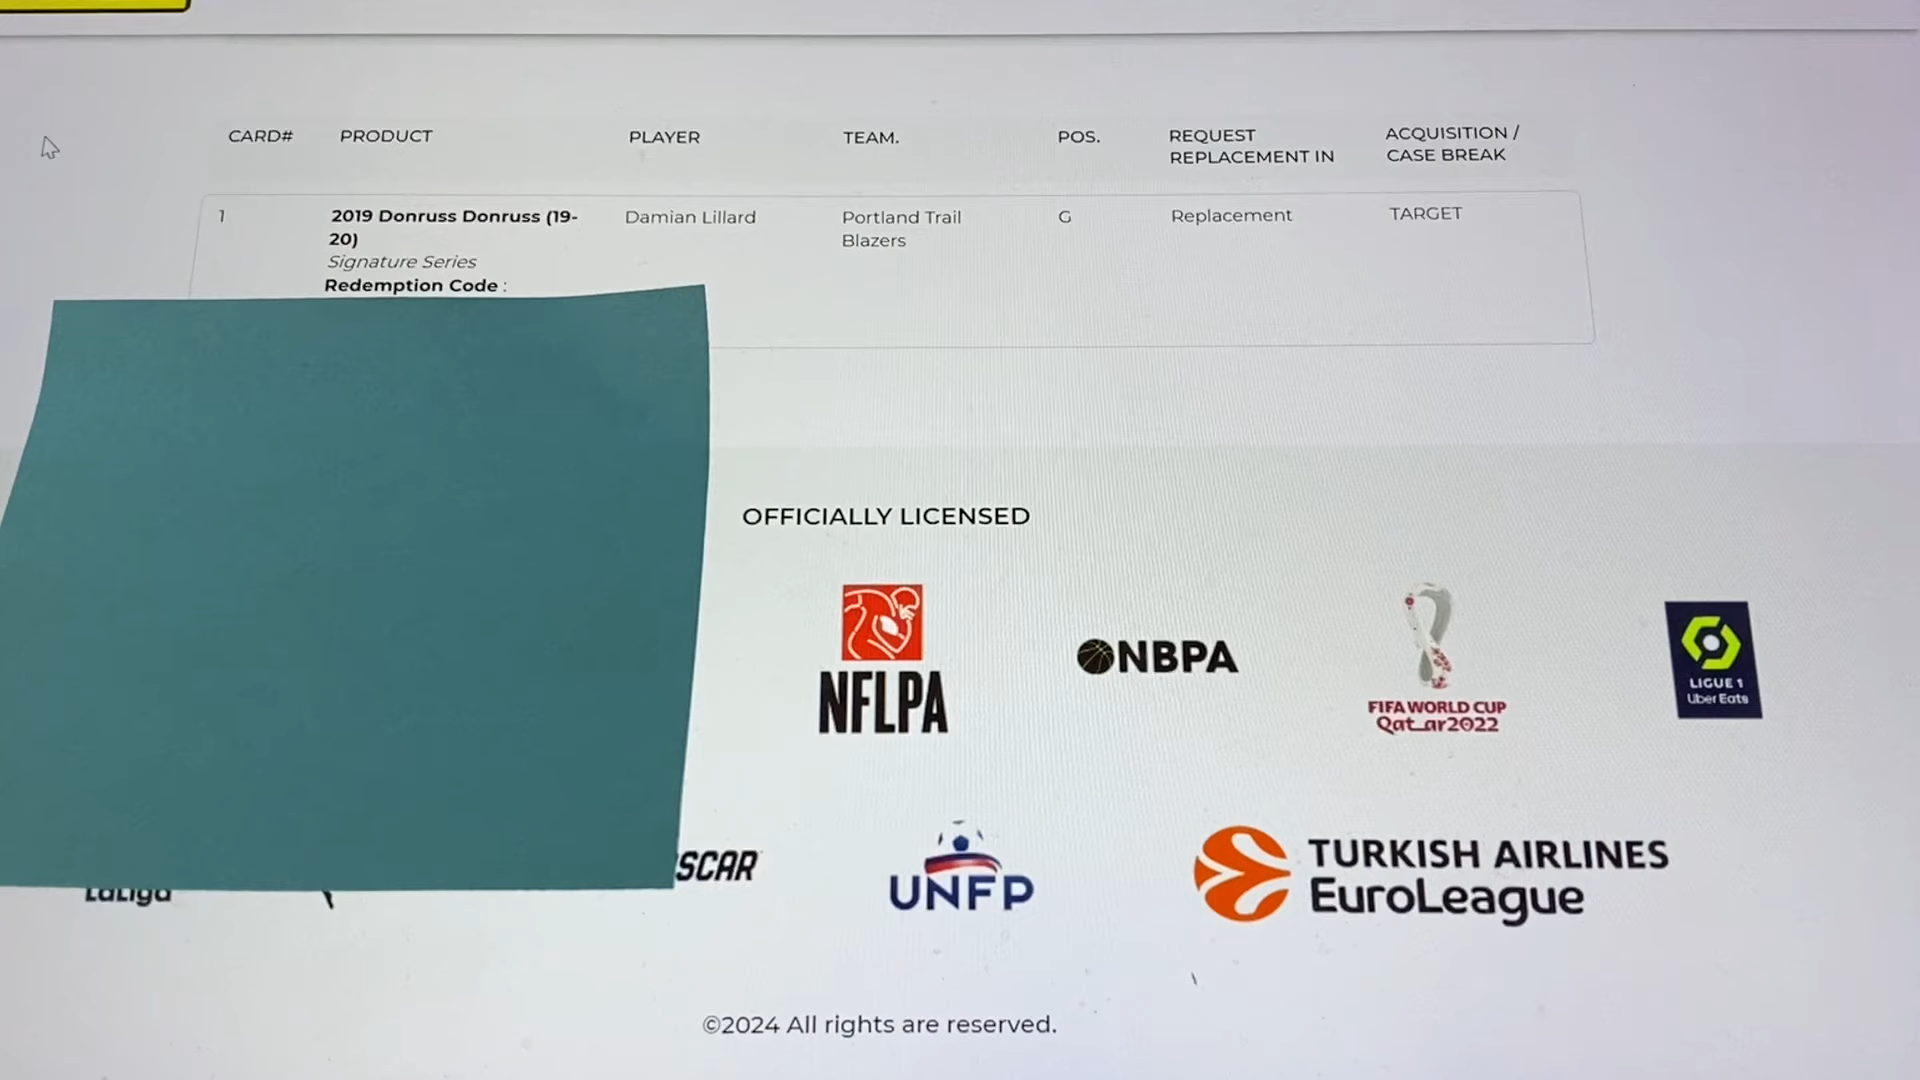 CARD# PRODUCT PLAYER TEAM. POS. REQUEST REPLACEMENT IN ACQUISITION / CASE BREAK
1 2019 Donruss Donruss (19-20) Damian Lillard Portland Trail Blazers G Replacement TARGET
Signature Series
Redemption Code :
OFFICIALLY LICENSED
NFLPA
NBPA
FIFA WORLD CUP
Qatar2022
LIGUE 1
Uber Eats
LaLiga
SCAR
UNFP
TURKISH AIRLINES
EuroLeague
©2024 All rights are reserved.